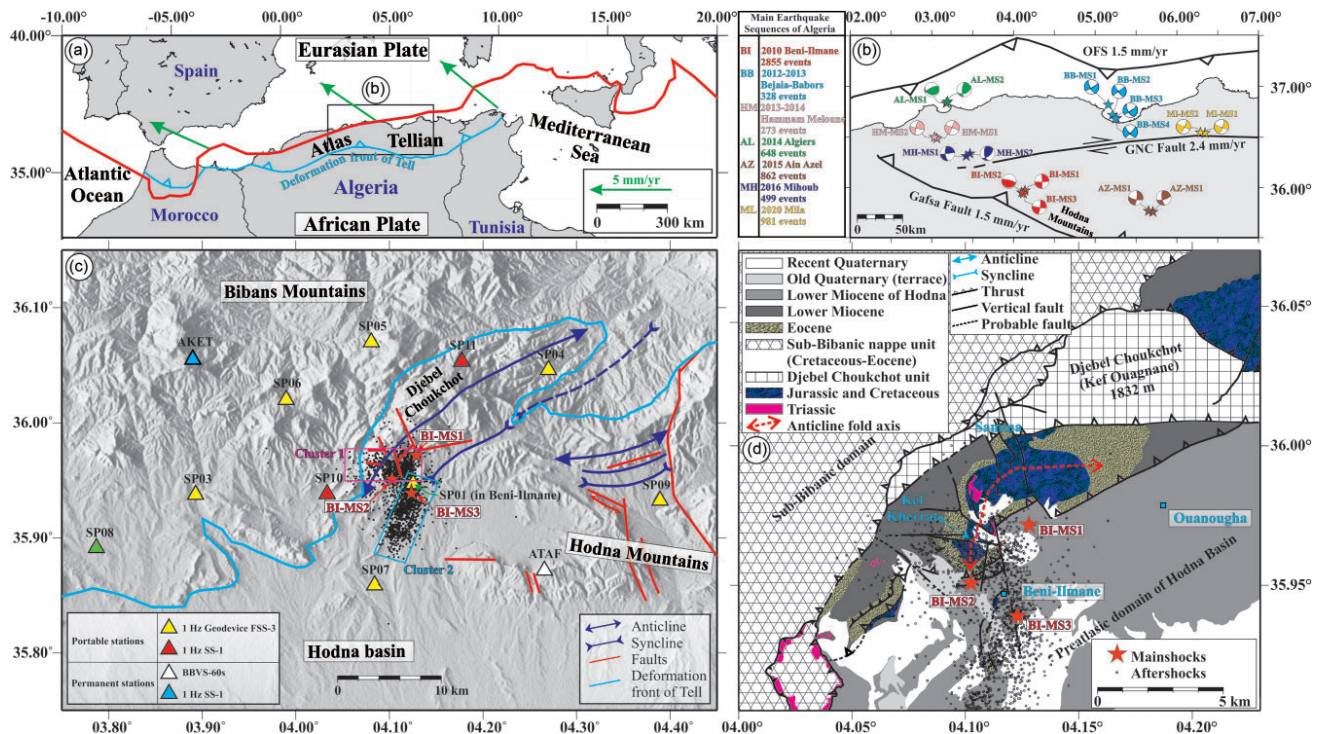 -10.00°
-05.00°
00.00°
05.00°
10.00°
15.00°
20.00°
40.00°
35.00°
(a)
Eurasian Plate
Spain
(b)
Mediterranean
Sea
Atlas
Tellian
Deformation front of Tell
Atlantic
Ocean
Algeria
Morocco
African Plate
Tunisia
5 mm/yr
0
300 km
Main Earthquake
Sequences of Algeria
BI 2010 Beni-Ilmane
2855 events
BB 2012-2013
Bejaia-Babors
328 events
HM 2013-2014
Hammam Meloune
273 events
AL 2014 Algiers
648 events
AZ 2015 Ain Azel
862 events
MH 2016 Mihoub
499 events
ML 2020 Mila
981 events
02.00°
03.00°
04.00°
05.00°
06.00°
07.00°
(b)
OFS 1.5 mm/yr
37.00°
36.00°
AL-MS2
AL-MS1
BB-MS1
BB-MS2
BB-MS3
BB-MS4
MI-MS2
MI-MS1
HM-MS2
HM-MS1
GNC Fault 2.4 mm/yr
MH-MS1
MH-MS2
BI-MS2
BI-MS1
BI-MS3
AZ-MS1
AZ-MS1
Gafsa Fault 1.5 mm/yr
Hodna
Mountains
0
50km
(c)
36.10°
36.00°
35.90°
35.80°
Bibans Mountains
AKET
SP05
SP11
SP04
SP06
Djebel
Choukchot
BI-MS1
Cluster 1
SP03
SP10
BI-MS2
SP01 (in Beni-Ilmane)
BI-MS3
SP09
SP08
Cluster 2
SP07
ATAF
Hodna Mountains
Hodna basin
Portable stations
1 Hz Geodevice FSS-3
1 Hz SS-1
Permanent stations
BBVS-60s
1 Hz SS-1
0
10 km
Anticline
Syncline
Faults
Deformation
front of Tell
03.80
03.90
04.00
04.10
04.20
04.30
04.40
(d)
Recent Quaternary
Old Quaternary (terrace)
Lower Miocene of Hodna
Lower Miocene
Eocene
Sub-Bibanic nappe unit
(Cretaceous-Eocene)
Djebel Choukchot unit
Jurassic and Cretaceous
Triassic
Anticline fold axis
Anticline
Syncline
Thrust
Vertical fault
Probable fault
36.05°
36.00°
35.95°
Djebel Choukchot
(Kef Ouagnane)
1832 m
Samma
Sub-Bibanic domain
Kef
Kherrata
BI-MS1
Ouanougha
BI-MS2
Beni-Ilmane
BI-MS3
Preatlasic domain of Hodna Basin
Mainshocks
Aftershocks
0
5 km
04.00
04.05
04.10
04.15
04.20